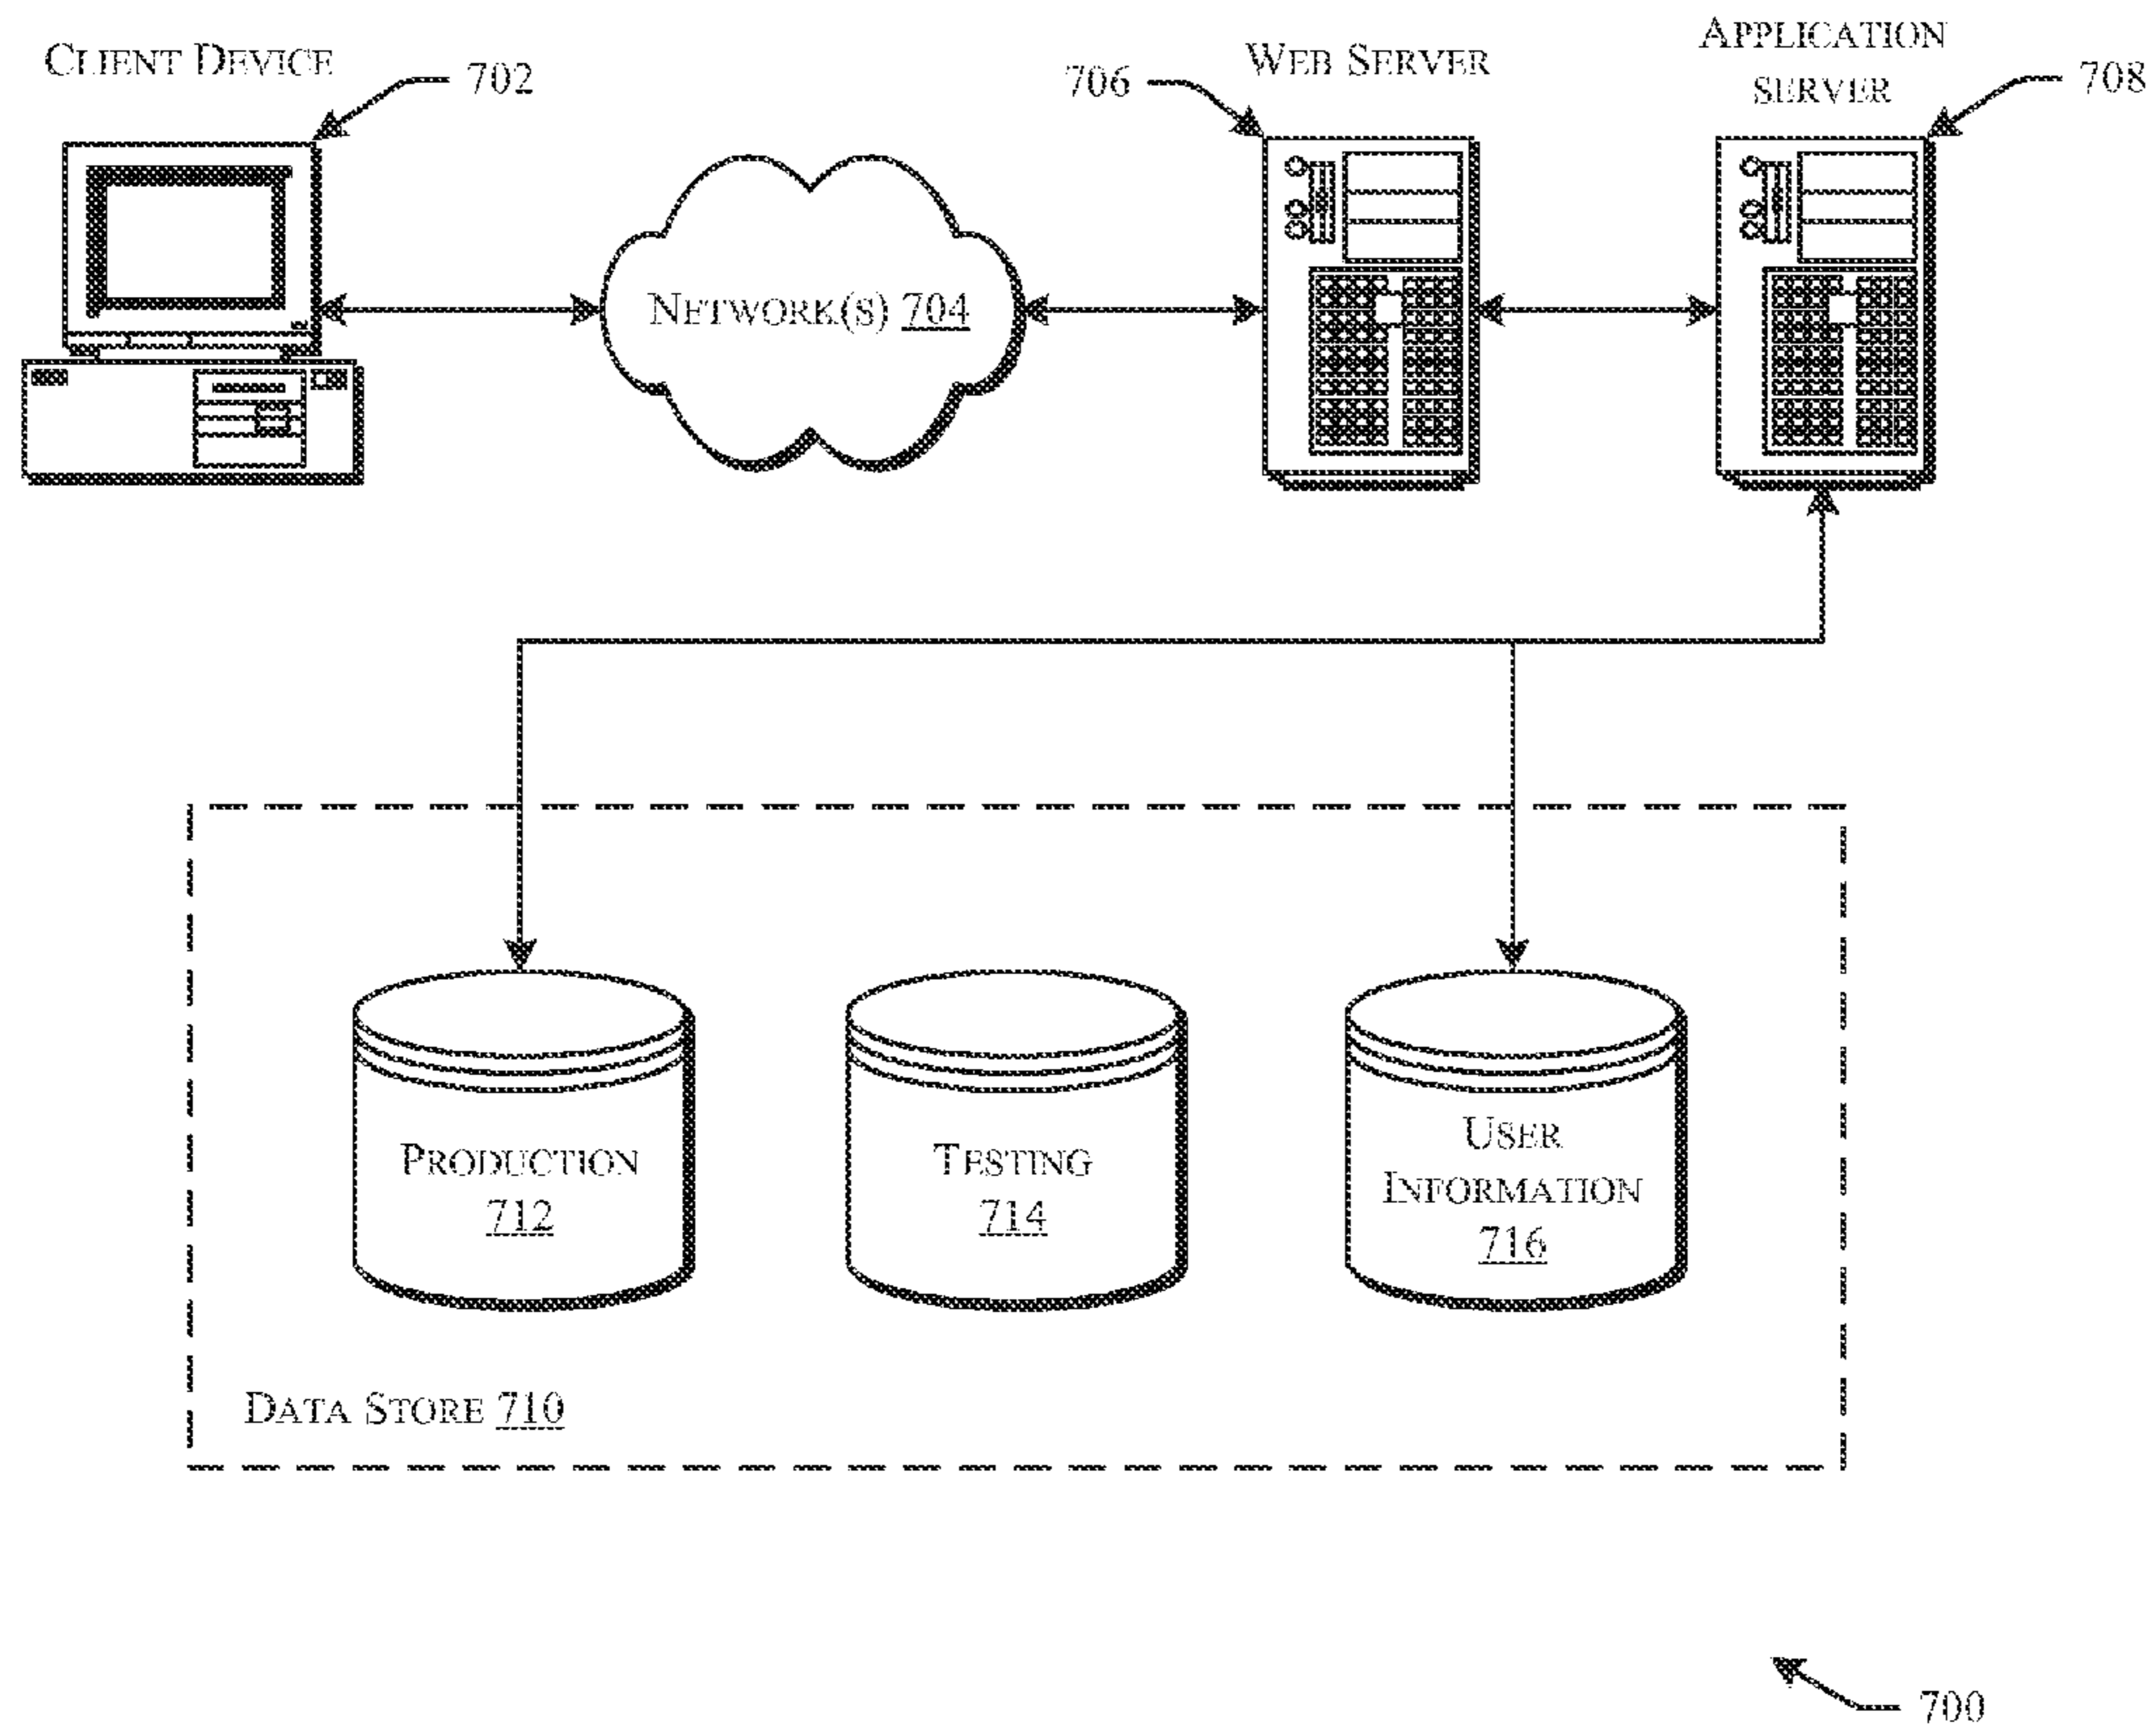 CLIENT DEVICE
702
706
WEB SERVER
APPLICATION
SERVER
708
NETWORK(S) 704
PRODUCTION
712
TESTING
714
USER
INFORMATION
716
DATA STORE 710
700